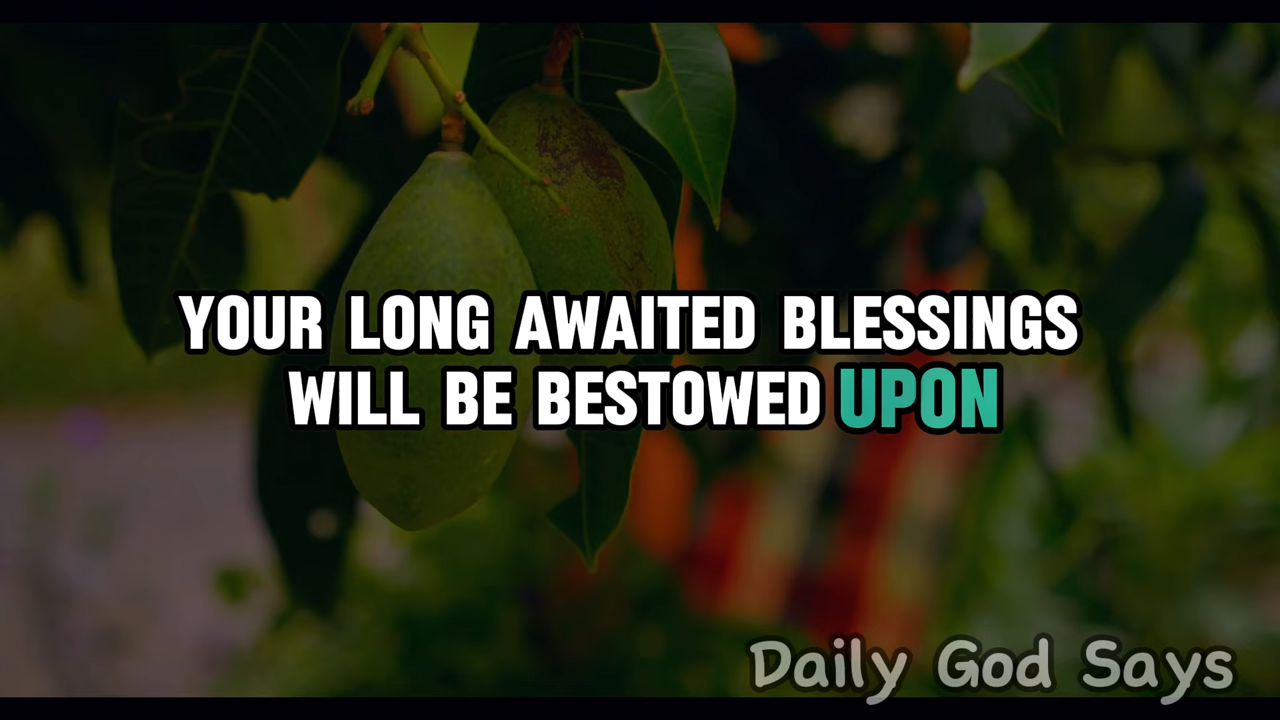 YOUR LONG AWAITED BLESSINGS
WILL BE BESTOWED UPON
Daily God Says